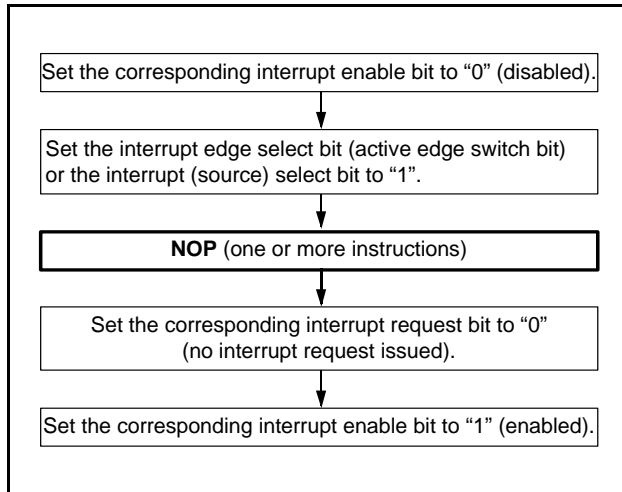 Set the corresponding interrupt enable bit to “0” (disabled).
Set the interrupt edge select bit (active edge switch bit)
or the interrupt (source) select bit to “1”.
NOP (one or more instructions)
Set the corresponding interrupt request bit to “0”
(no interrupt request issued).
Set the corresponding interrupt enable bit to “1” (enabled).